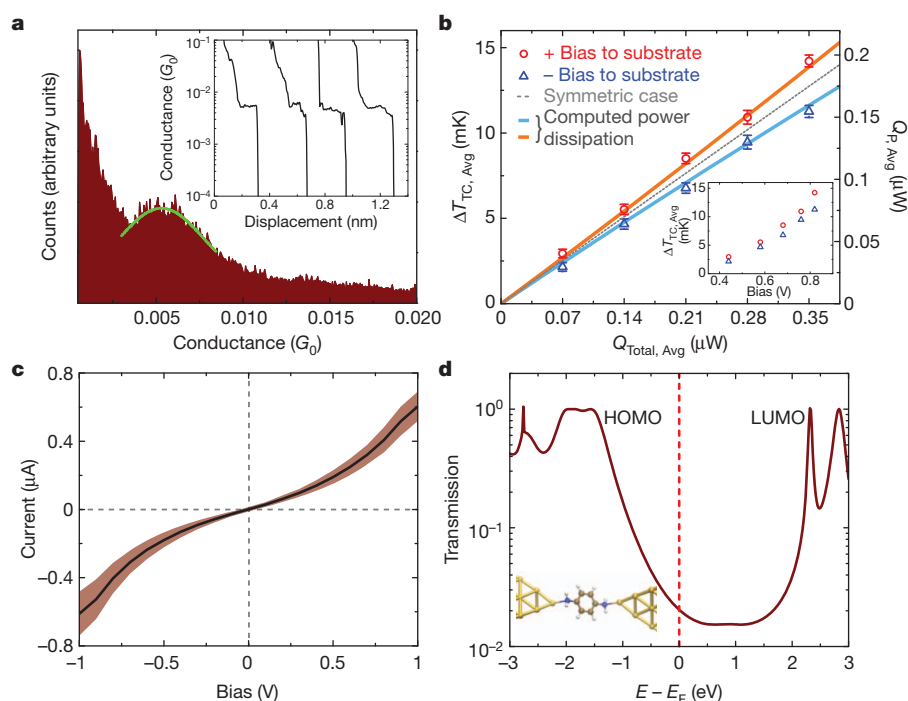 a
Counts (arbitrary units)
Conductance (G0)
0.005
0.010
0.015
0.020
Conductance (G0)
10−1
10−2
10−3
10−4
0
0.4
0.8
1.2
Displacement (nm)
b
ΔTTC, Avg (mK)
15
10
5
0
+ Bias to substrate
− Bias to substrate
Symmetric case
Computed power
dissipation
0
0.07
0.14
0.21
0.28
0.35
QTotal, Avg (μW)
0.2
0.15
0.1
0.05
0
QP, Avg (μW)
ΔTTC, Avg
(mK)
15
10
5
0
0.4
0.6
0.8
Bias (V)
c
Current (μA)
0.8
0.4
0
−0.4
−0.8
−1
−0.5
0
0.5
1
Bias (V)
d
Transmission
100
10−1
10−2
HOMO
LUMO
−3
−2
−1
0
1
2
3
E − EF (eV)